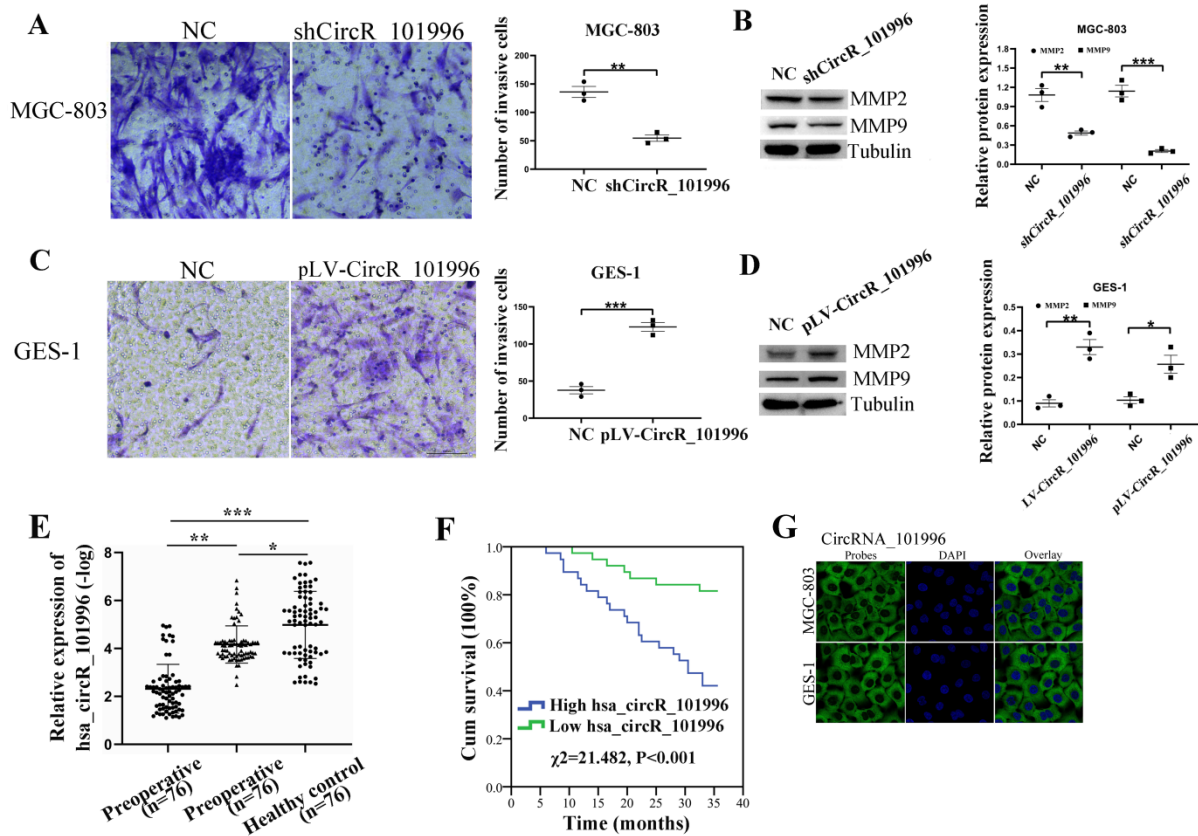 A
NC
shCircR_101996
MGC-803
MGC-803
Number of invasive cells
150
100
50
0
**
NC
shCircR_101996
B
NC
shCircR_101996
MMP2
MMP9
Tubulin
MGC-803
MMP2
MMP9
Relative protein expression
1.5
1.2
0.9
0.6
0.3
0.0
**
***
NC
shCircR_101996
NC
shCircR_101996
C
NC
pLV-CircR_101996
GES-1
GES-1
Number of invasive cells
150
100
50
0
***
NC
pLV-CircR_101996
D
NC
pLV-CircR_101996
MMP2
MMP9
Tubulin
GES-1
MMP2
MMP9
Relative protein expression
0.5
0.4
0.3
0.2
0.1
0.0
**
*
NC
LV-CircR_101996
NC
pLV-CircR_101996
E
Relative expression of
hsa_circR_101996 (-log)
8
6
4
2
0
***
**
*
Preoperative
(n=76)
Preoperative
(n=76)
Healthy control
(n=76)
F
Cum survival (100%)
1.0
0.8
0.6
0.4
0.2
0.0
High hsa_circR_101996
Low hsa_circR_101996
χ2=21.482, P<0.001
0 5 10 15 20 25 30 35 40
Time (months)
G
CircRNA_101996
Probes DAPI Overlay
MGC-803
GES-1